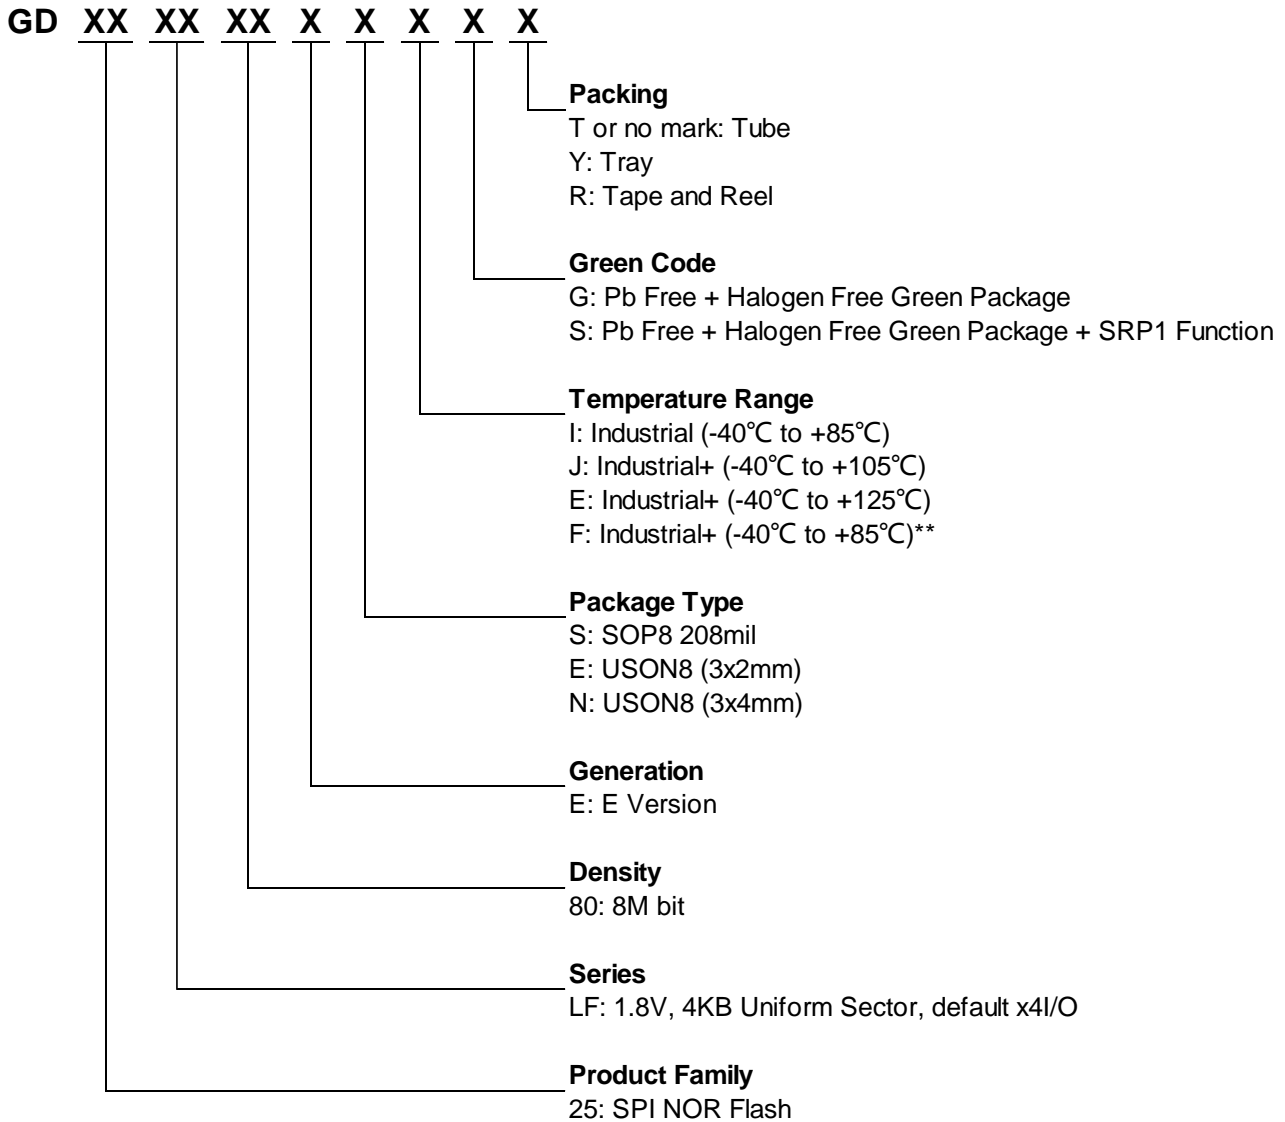 GD XX XX XX X X X X X
Packing
T or no mark: Tube
Y: Tray
R: Tape and Reel
Green Code
G: Pb Free + Halogen Free Green Package
S: Pb Free + Halogen Free Green Package + SRP1 Function
Temperature Range
I: Industrial (-40℃ to +85℃)
J: Industrial+ (-40℃ to +105℃)
E: Industrial+ (-40℃ to +125℃)
F: Industrial+ (-40℃ to +85℃)**
Package Type
S: SOP8 208mil
E: USON8 (3x2mm)
N: USON8 (3x4mm)
Generation
E: E Version
Density
80: 8M bit
Series
LF: 1.8V, 4KB Uniform Sector, default x4I/O
Product Family
25: SPI NOR Flash